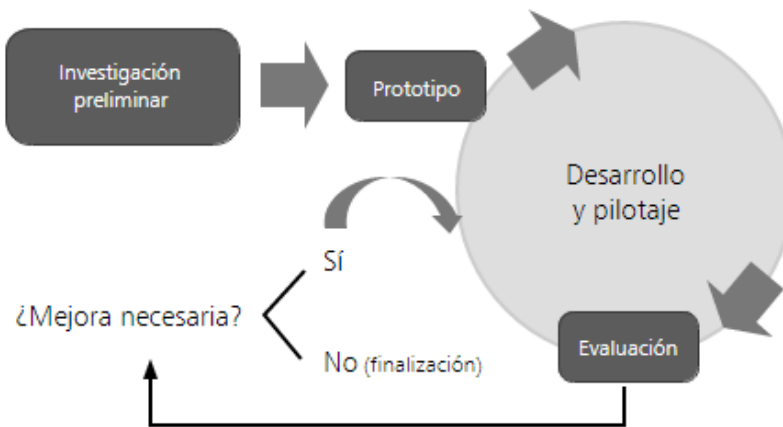 Investigación
preliminar
Prototipo
Desarrollo
y pilotaje
Sí
¿Mejora necesaria?
No (finalización)
Evaluación